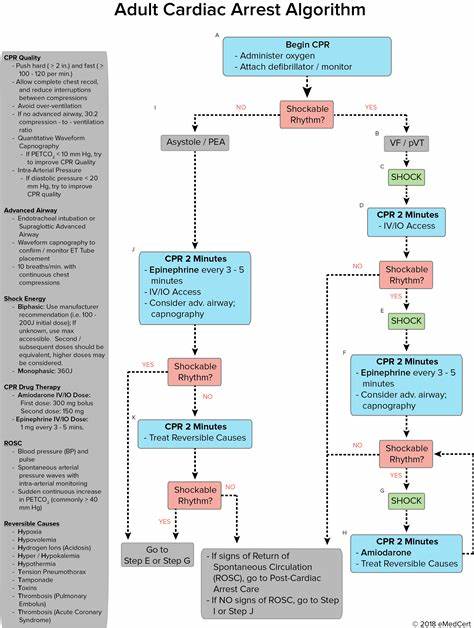 Adult Cardiac Arrest Algorithm
CPR Quality
- Push hard ( > 2 in.) and fast ( >
100 - 120 per min.)
- Allow complete chest recoil,
and reduce interruptions
between compressions
- Avoid over-ventilation
- If no advanced airway, 30:2
compression - to - ventilation
ratio
- Quantitative Waveform
Capnography
- If PETCO₂ < 10 mm Hg, try
to improve CPR Quality
- Intra-Arterial Pressure
- If diastolic pressure < 20
mm Hg, try to improve
CPR quality
Advanced Airway
- Endotracheal intubation or
Supraglottic Advanced
Airway
- Waveform capnography to
confirm / monitor ET Tube
placement
- 10 breaths/min. with
continuous chest
compressions
Shock Energy
- Biphasic: Use manufacturer
recommendation (i.e. 100 -
200J initial dose); If
unknown, use max
accessible. Second /
subsequent doses should be
equivalent, higher doses may
be considered.
- Monophasic: 360J
CPR Drug Therapy
- Amiodarone IV/IO Dose:
First dose: 300 mg bolus
Second dose: 150 mg
- Epinephrine IV/IO Dose:
1 mg every 3 - 5 mins.
ROSC
- Blood pressure (BP) and
pulse
- Spontaneous arterial
pressure waves with
intra-arterial monitoring
- Sudden continuous increase
in PETCO₂ (commonly > 40
mm Hg)
Reversible Causes
- Hypoxia
- Hypovolemia
- Hydrogen Ions (Acidosis)
- Hyper / Hypokalemia
- Hypothermia
- Tension Pneumothorax
- Tamponade
- Toxins
- Thrombosis (Pulmonary
Embolus)
- Thrombosis (Acute Coronary
Syndrome)
A
Begin CPR
- Administer oxygen
- Attach defibrillator / monitor
NO
Shockable
Rhythm?
YES
I
Asystole / PEA
B
VF / pVT
C
SHOCK
D
CPR 2 Minutes
- IV/IO Access
J
CPR 2 Minutes
- Epinephrine every 3 - 5
minutes
- IV/IO Access
- Consider adv. airway;
capnography
NO
Shockable
Rhythm?
YES
E
SHOCK
YES
Shockable
Rhythm?
NO
F
CPR 2 Minutes
- Epinephrine every 3 - 5
minutes
- Consider adv. airway;
capnography
K
CPR 2 Minutes
- Treat Reversible Causes
NO
Shockable
Rhythm?
YES
Shockable
Rhythm?
YES
NO
G
SHOCK
H
CPR 2 Minutes
- Amiodarone
- Treat Reversible Causes
Go to
Step E or Step G
- If signs of Return of
Spontaneous Circulation
(ROSC), go to Post-Cardiac
Arrest Care
- If NO signs of ROSC, go to Step
I or Step J
© 2018 eMedCert